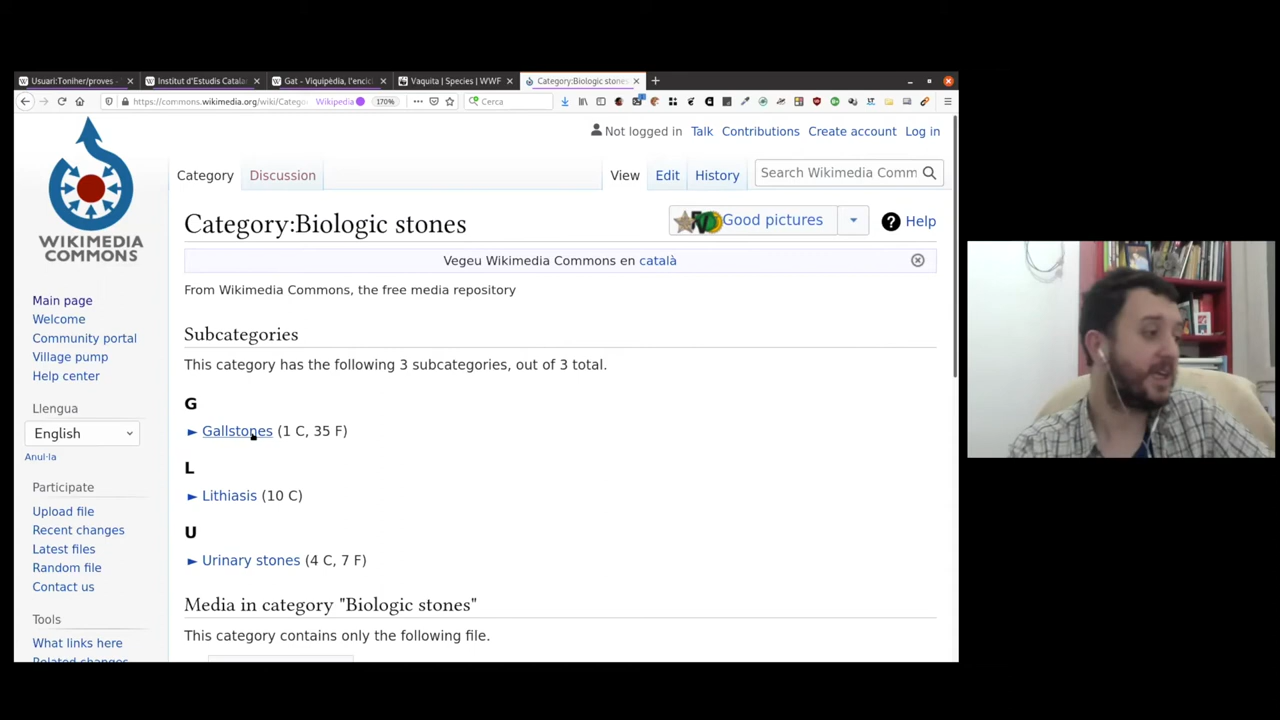 Usuari:Toniher/proves -
Institut d'Estudis Catala
Gat - Viquipèdia, l'encic
Vaquita | Species | WWF
Category:Biologic stones
https://commons.wikimedia.org/wiki/Catego
Wikipedia
170%
Cerca
Not logged in Talk Contributions Create account Log in
Category Discussion View Edit History Search Wikimedia Comm
WIKIMEDIA
COMMONS
Category:Biologic stones
Good pictures
Help
Vegeu Wikimedia Commons en català
From Wikimedia Commons, the free media repository
Main page
Welcome
Community portal
Village pump
Help center
Llengua
English
Anul·la
Participate
Upload file
Recent changes
Latest files
Random file
Contact us
Tools
What links here
Related changes
Subcategories
This category has the following 3 subcategories, out of 3 total.
G
► Gallstones (1 C, 35 F)
L
► Lithiasis (10 C)
U
► Urinary stones (4 C, 7 F)
Media in category "Biologic stones"
This category contains only the following file.